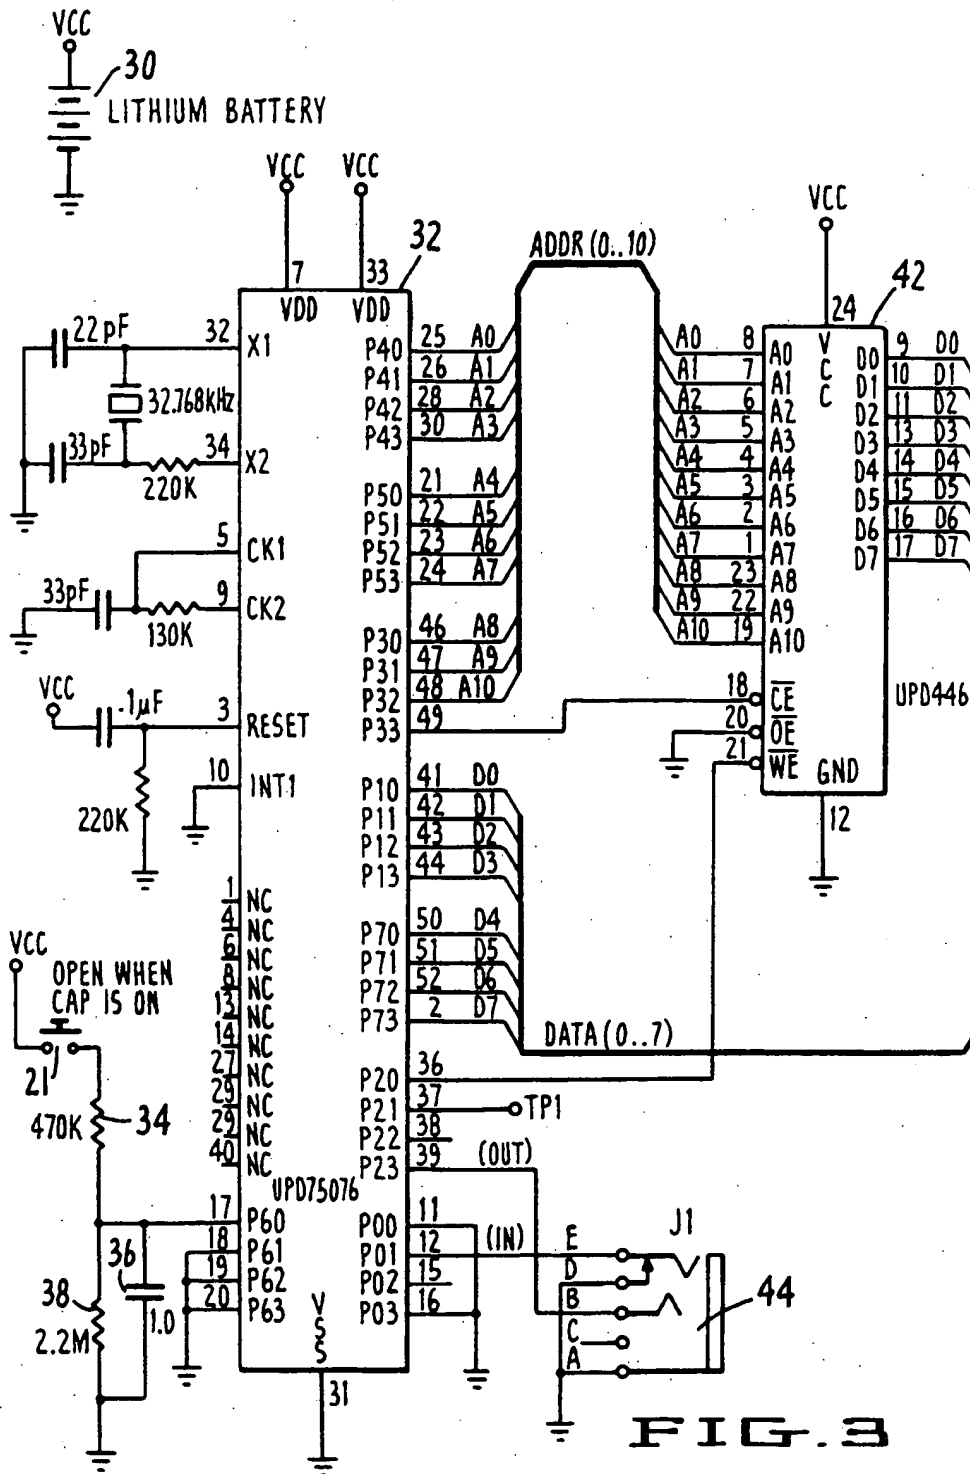 VCC
30
LITHIUM BATTERY
VCC VCC
32
7 33
VDD VDD
22pF 32 X1
32.768kHz
33pF 34 X2
220K
5 CK1
33pF 9 CK2
130K
VCC .1µF 3 RESET
10 INT1
220K
1 NC
4 NC
6 NC
8 NC
13 NC
14 NC
27 NC
29 NC
29 NC
40 NC
VCC
OPEN WHEN
CAP IS ON
21
470K 34
UPD75076
17 P60
18 P61
19 P62
20 P63
36
38
2.2M 1.0
VSS
31
P40 25 A0
P41 26 A1
P42 28 A2
P43 30 A3
P50 21 A4
P51 22 A5
P52 23 A6
P53 24 A7
P30 46 A8
P31 47 A9
P32 48 A10
P33 49
P10 41 D0
P11 42 D1
P12 43 D2
P13 44 D3
P70 50 D4
P71 51 D5
P72 52 D6
P73 2 D7
P20 36
P21 37 TP1
P22 38
P23 39 (OUT)
P00 11
P01 12 (IN)
P02 15
P03 16
ADDR (0..10)
DATA (0..7)
VCC
24
42
VCC
A0 8 A0
A1 7 A1
A2 6 A2
A3 5 A3
A4 4 A4
A5 3 A5
A6 2 A6
A7 1 A7
A8 23 A8
A9 22 A9
A10 19 A10
18 CE
20 OE
21 WE
GND
12
D0 9 D0
D1 10 D1
D2 11 D2
D3 13 D3
D4 14 D4
D5 15 D5
D6 16 D6
D7 17 D7
UPD446
E
D
B
C
A
J1
44
FIG.3